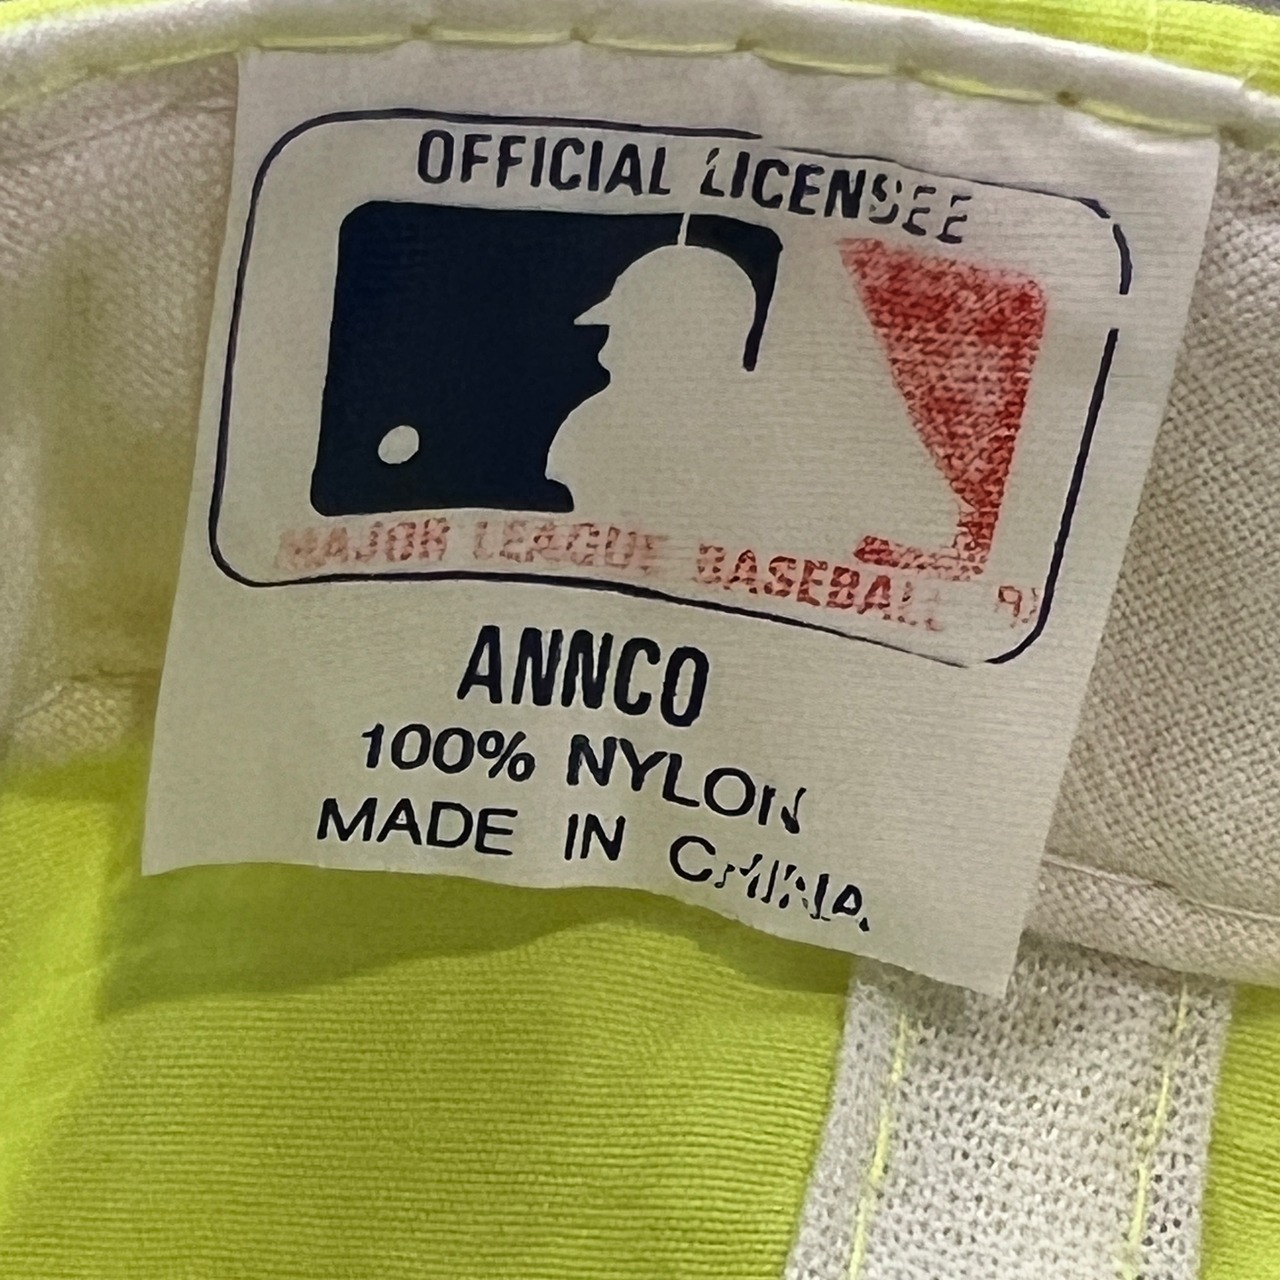 OFFICIAL LICENSEE
MAJOR LEAGUE BASEBALL
ANNCO
100% NYLON
MADE IN CHINA